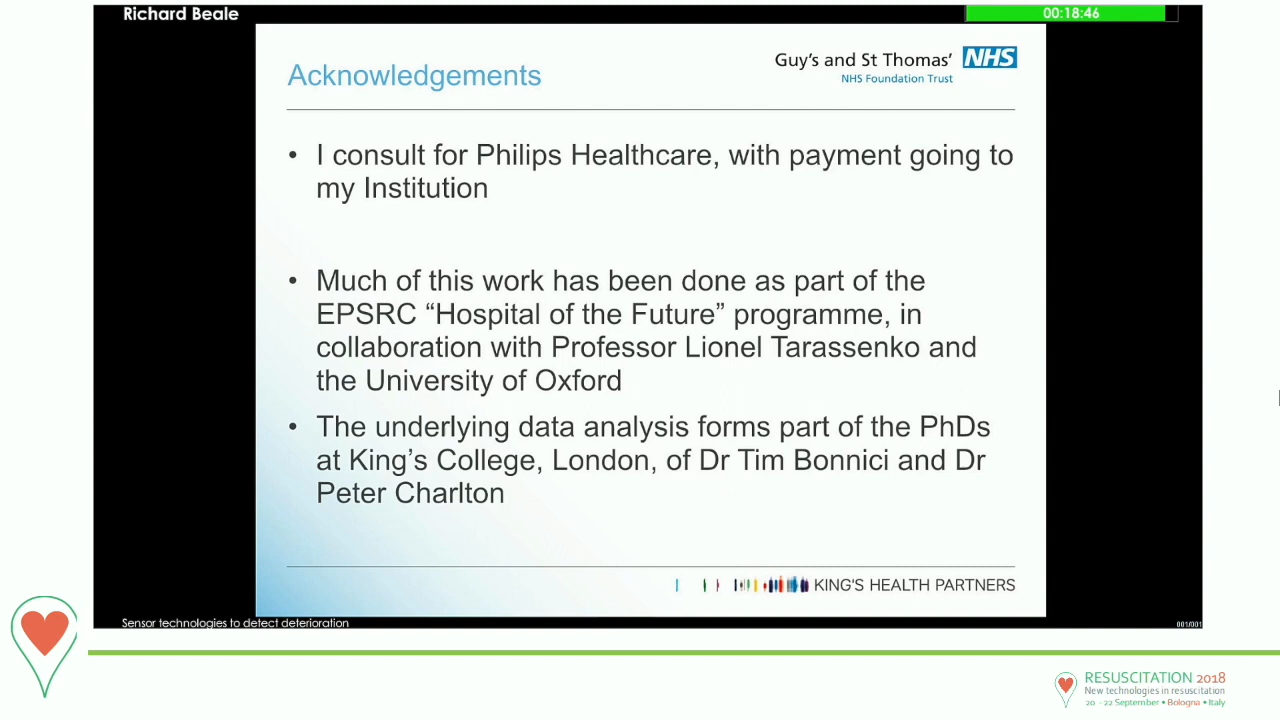 Richard Beale
00:18:46
Acknowledgements
Guy's and St Thomas' NHS
NHS Foundation Trust
• I consult for Philips Healthcare, with payment going to
my Institution
• Much of this work has been done as part of the
EPSRC “Hospital of the Future” programme, in
collaboration with Professor Lionel Tarassenko and
the University of Oxford
• The underlying data analysis forms part of the PhDs
at King’s College, London, of Dr Tim Bonnici and Dr
Peter Charlton
KING'S HEALTH PARTNERS
Sensor technologies to detect deterioration
001/001
RESUSCITATION 2018
New technologies in resuscitation
20 - 22 September • Bologna • Italy